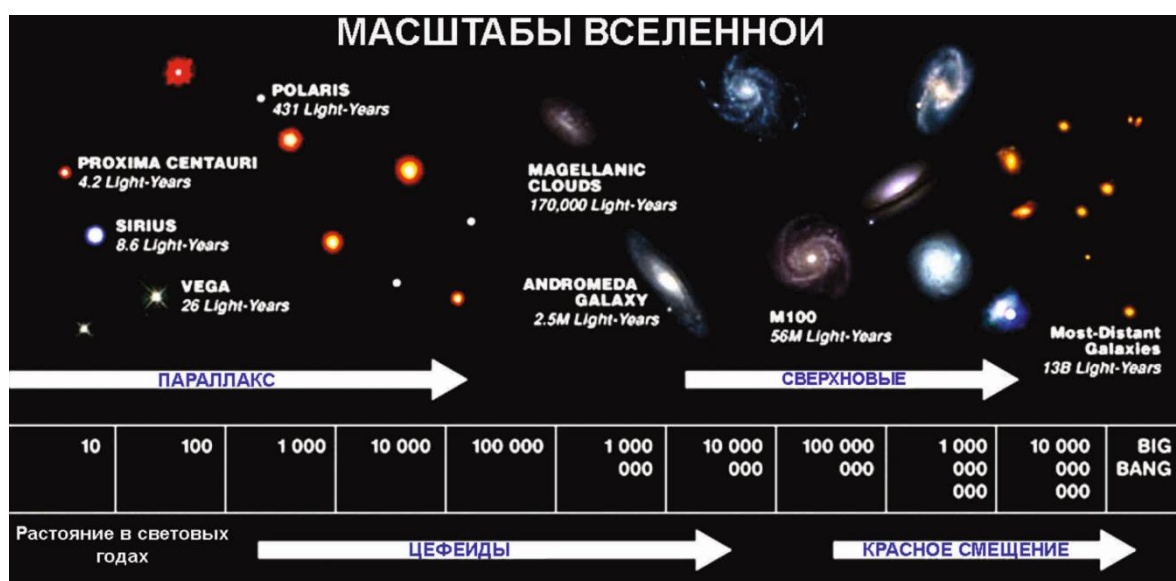 МАСШТАБЫ ВСЕЛЕННОЙ
POLARIS
431 Light-Years
PROXIMA CENTAURI
4.2 Light-Years
SIRIUS
8.6 Light-Years
VEGA
26 Light-Years
MAGELLANIC
CLOUDS
170,000 Light-Years
ANDROMEDA
GALAXY
2.5M Light-Years
M100
56M Light-Years
Most-Distant
Galaxies
13B Light-Years
ПАРАЛЛАКС
СВЕРХНОВЫЕ
10
100
1 000
10 000
100 000
1 000
000
10 000
000
100 000
000
1 000
000
000
10 000
000
000
BIG
BANG
Растояние в световых
годах
ЦЕФЕИДЫ
КРАСНОЕ СМЕЩЕНИЕ